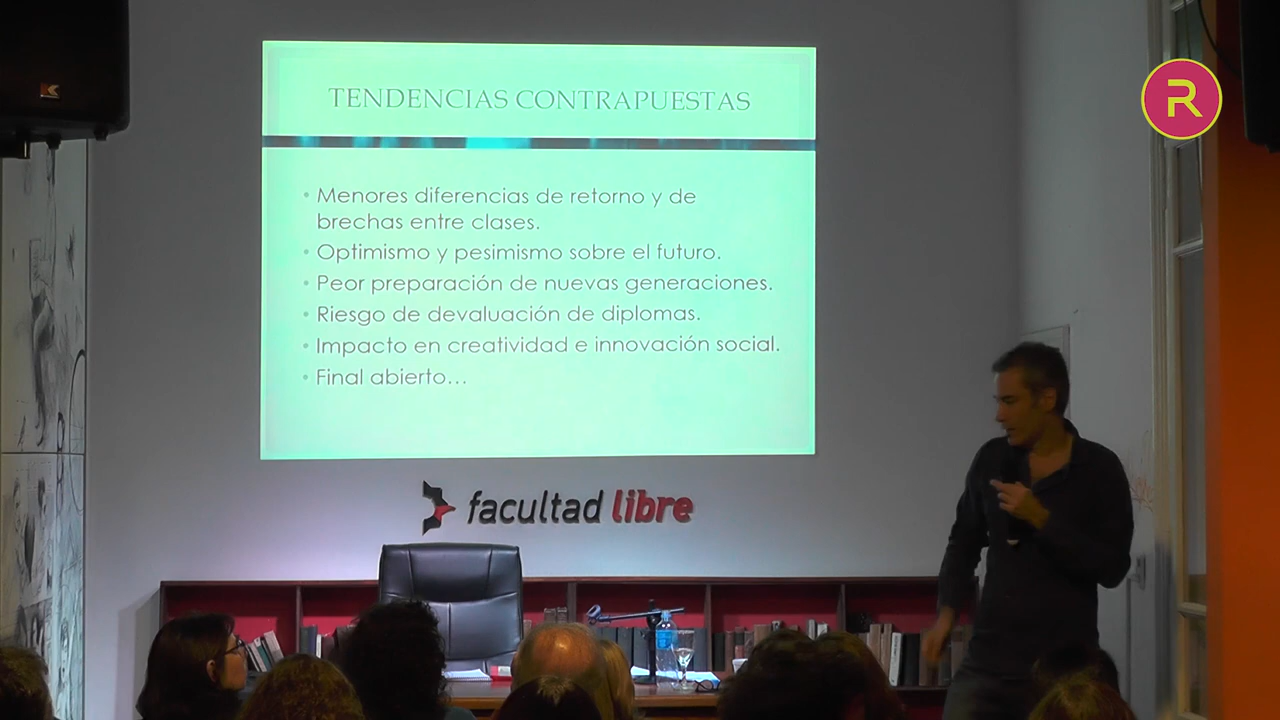 TENDENCIAS CONTRAPUESTAS
• Menores diferencias de retorno y de
brechas entre clases.
• Optimismo y pesimismo sobre el futuro.
• Peor preparación de nuevas generaciones.
• Riesgo de devaluación de diplomas.
• Impacto en creatividad e innovación social.
• Final abierto...
facultad libre
R